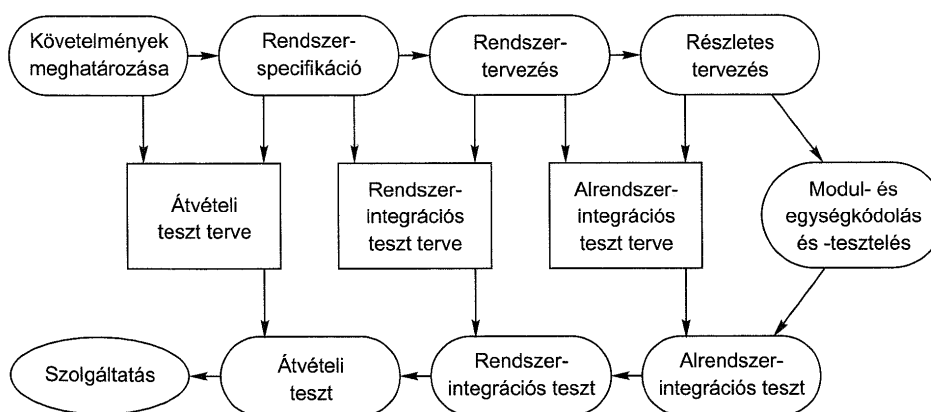 Követelmények
meghatározása
Rendszer-
specifikáció
Rendszer-
tervezés
Részletes
tervezés
Átvételi
teszt terve
Rendszer-
integrációs
teszt terve
Alrendszer-
integrációs
teszt terve
Modul- és
egységkódolás
és -tesztelés
Szolgáltatás
Átvételi
teszt
Rendszer-
integrációs teszt
Alrendszer-
integrációs teszt